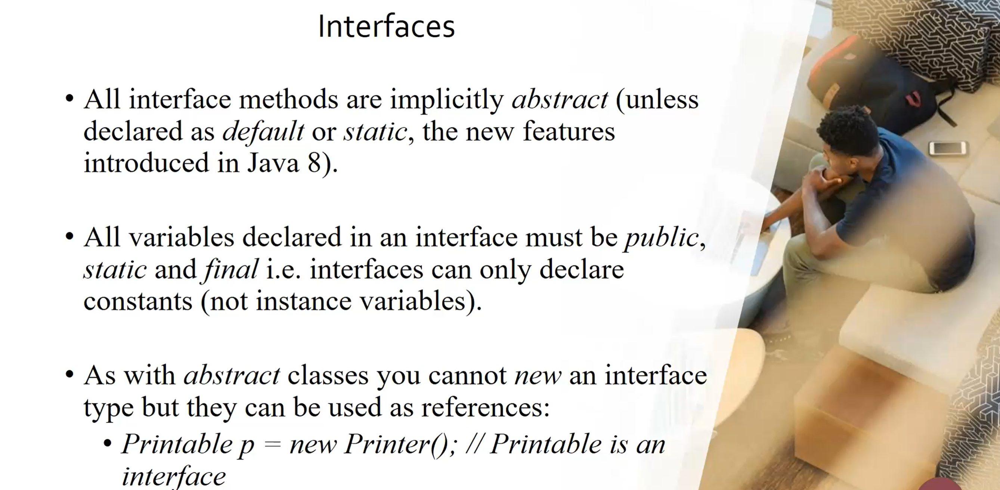 Interfaces
• All interface methods are implicitly abstract (unless
declared as default or static, the new features
introduced in Java 8).
• All variables declared in an interface must be public,
static and final i.e. interfaces can only declare
constants (not instance variables).
• As with abstract classes you cannot new an interface
type but they can be used as references:
• Printable p = new Printer(); // Printable is an
interface